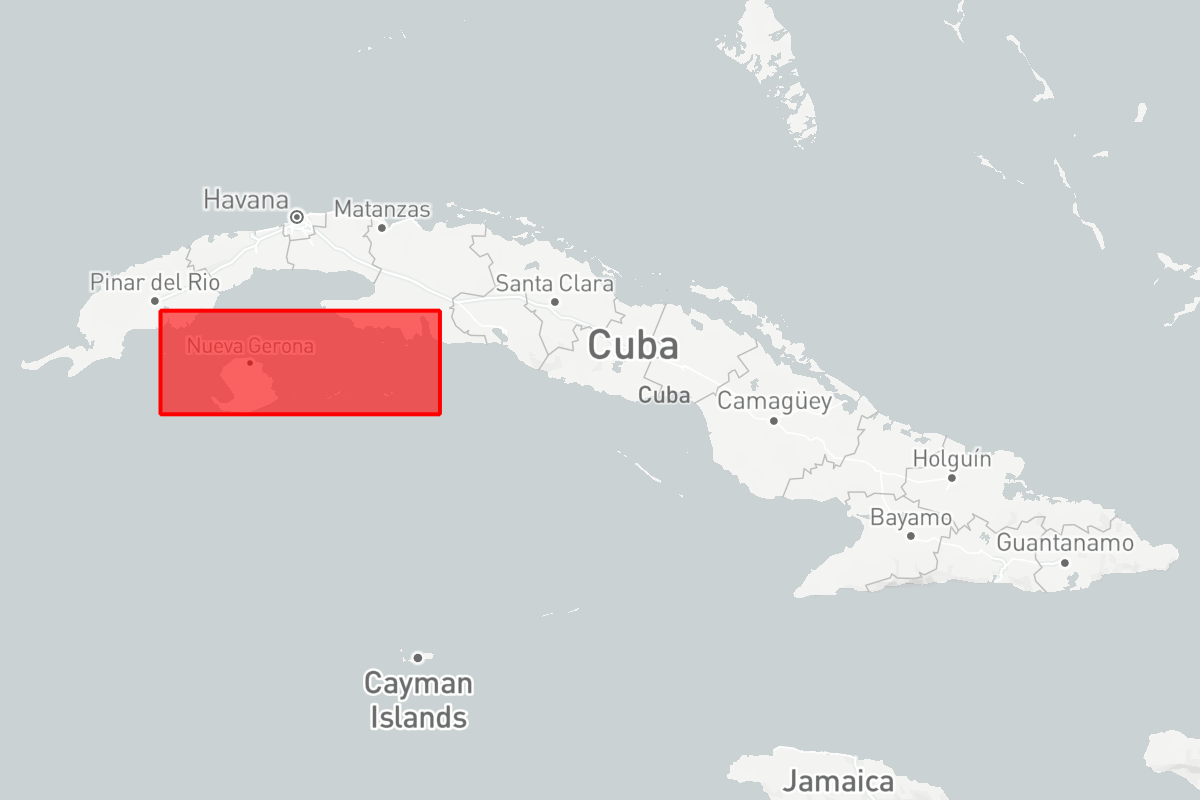 Havana
Matanzas
Pinar del Rio
Santa Clara
Nueva Gerona
Cuba
Cuba
Camagüey
Holguín
Bayamo
Guantanamo
Cayman
Islands
Jamaica